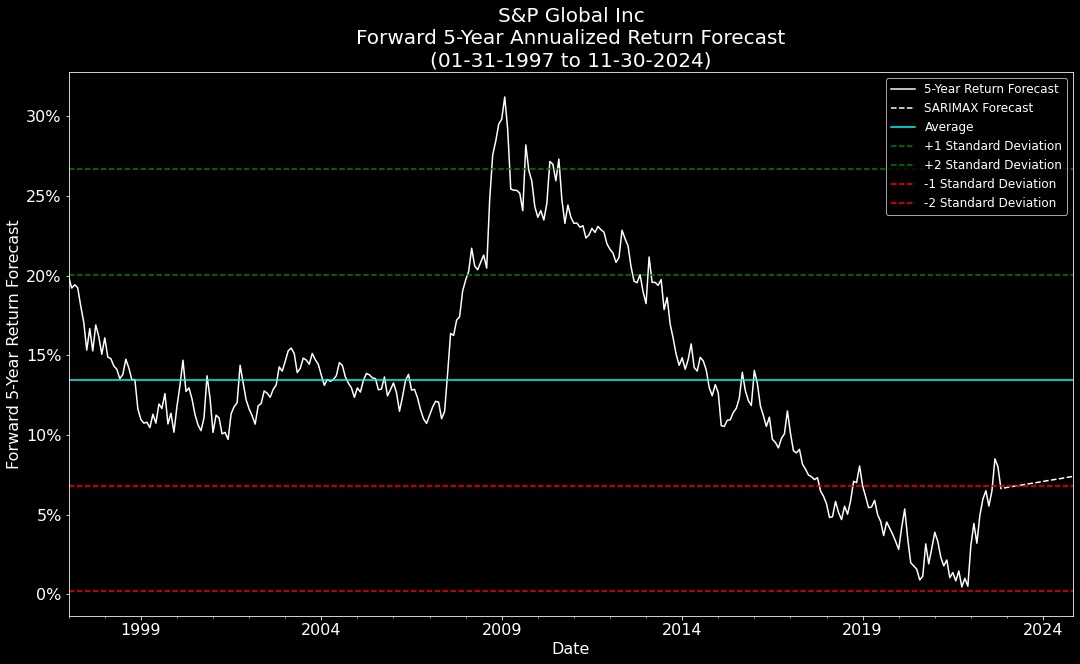 S&P Global Inc
Forward 5-Year Annualized Return Forecast
(01-31-1997 to 11-30-2024)
5-Year Return Forecast
SARIMAX Forecast
Average
+1 Standard Deviation
+2 Standard Deviation
-1 Standard Deviation
-2 Standard Deviation
Forward 5-Year Return Forecast
30%
25%
20%
15%
10%
5%
0%
1999
2004
2009
2014
2019
2024
Date